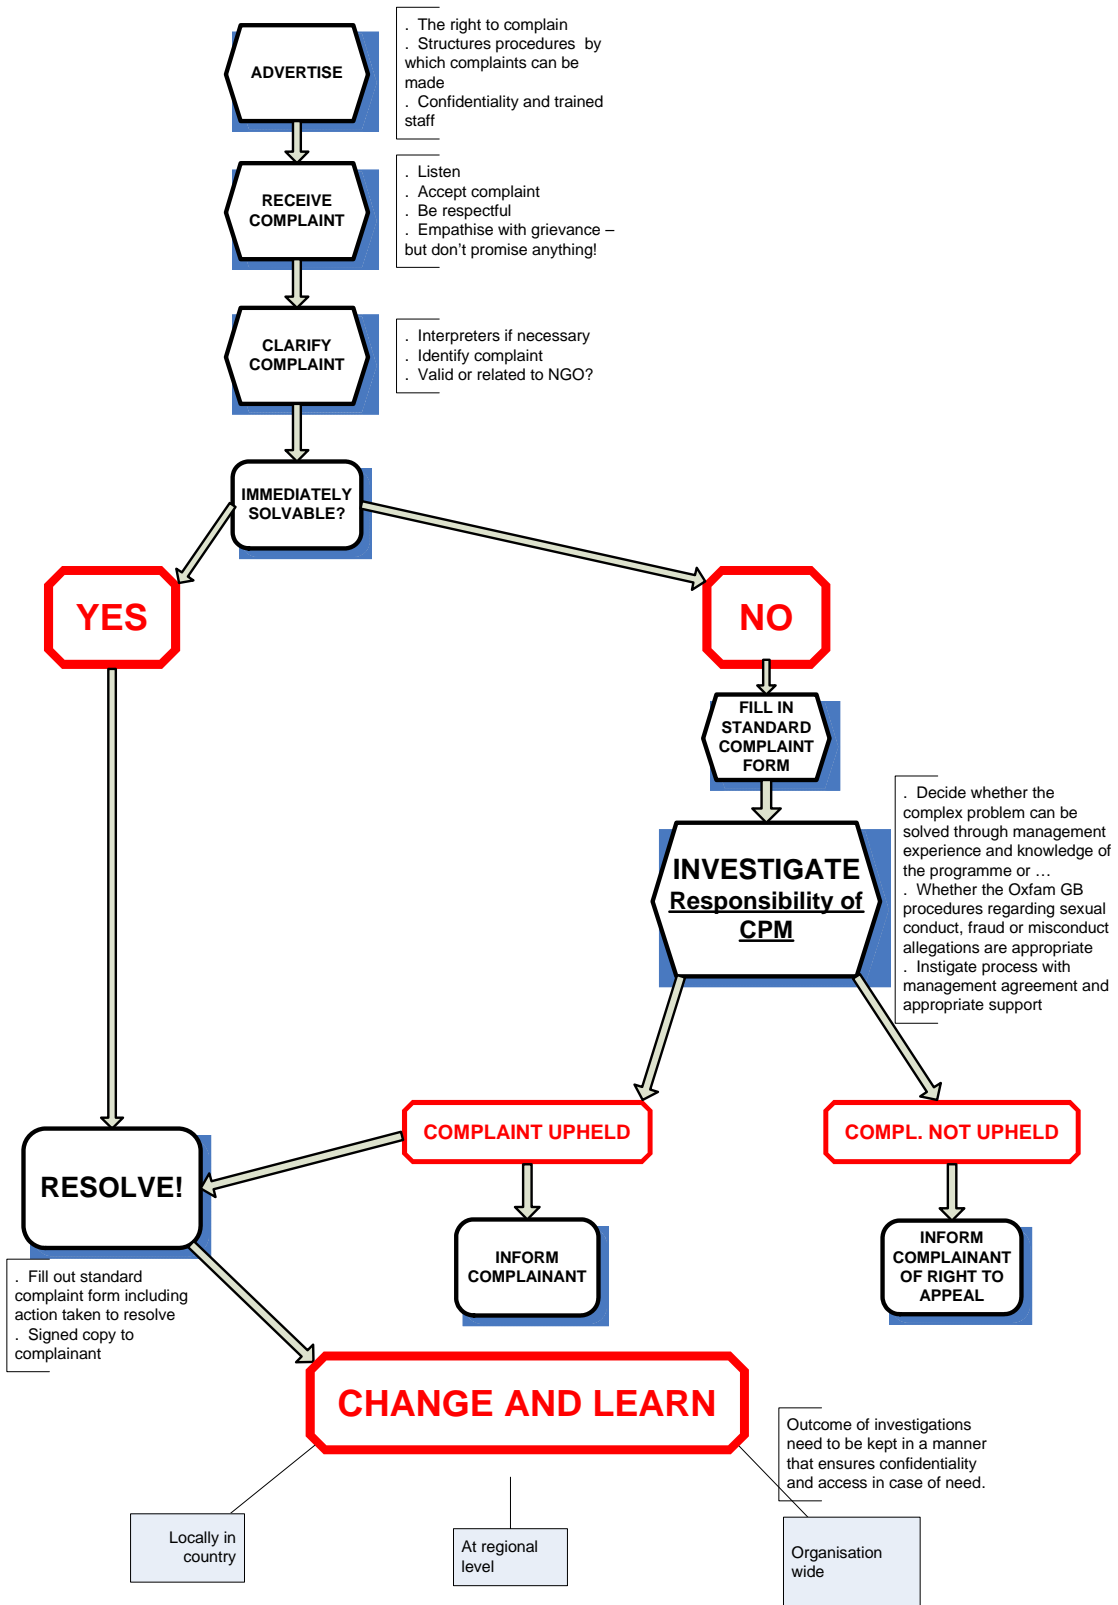 ADVERTISE
. The right to complain
. Structures procedures by
which complaints can be
made
. Confidentiality and trained
staff
RECEIVE
COMPLAINT
. Listen
. Accept complaint
. Be respectful
. Empathise with grievance –
but don't promise anything!
CLARIFY
COMPLAINT
. Interpreters if necessary
. Identify complaint
. Valid or related to NGO?
IMMEDIATELY
SOLVABLE?
YES
NO
FILL IN
STANDARD
COMPLAINT
FORM
INVESTIGATE
Responsibility of
CPM
. Decide whether the
complex problem can be
solved through management
experience and knowledge of
the programme or …
. Whether the Oxfam GB
procedures regarding sexual
conduct, fraud or misconduct
allegations are appropriate
. Instigate process with
management agreement and
appropriate support
COMPLAINT UPHELD
COMPL. NOT UPHELD
RESOLVE!
INFORM
COMPLAINANT
INFORM
COMPLAINANT
OF RIGHT TO
APPEAL
. Fill out standard
complaint form including
action taken to resolve
. Signed copy to
complainant
CHANGE AND LEARN
Outcome of investigations
need to be kept in a manner
that ensures confidentiality
and access in case of need.
Locally in
country
At regional
level
Organisation
wide